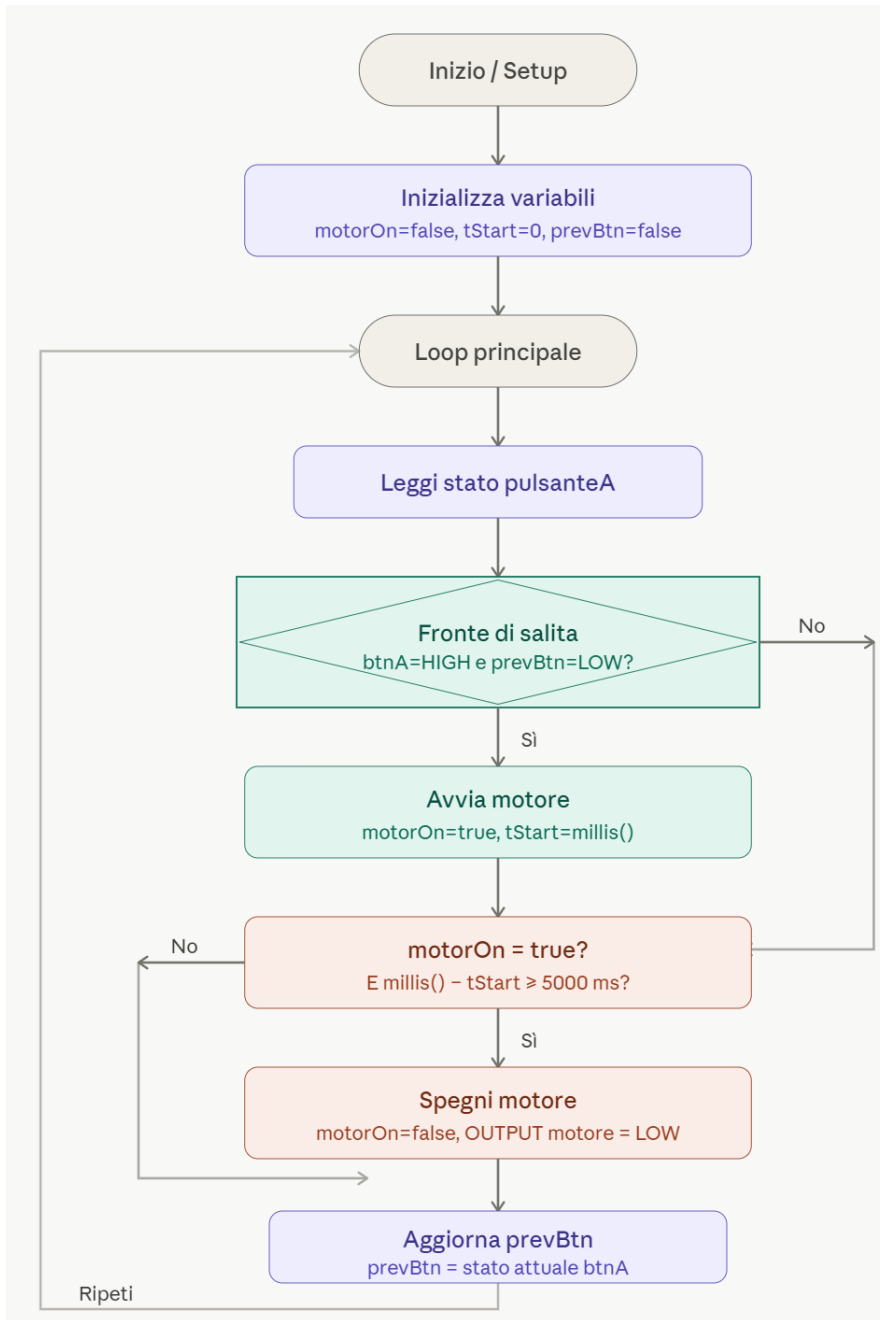 Inizio / Setup
Inizializza variabili
motorOn=false, tStart=0, prevBtn=false
Loop principale
Leggi stato pulsanteA
Fronte di salita
btnA=HIGH e prevBtn=LOW?
No
Sì
Avvia motore
motorOn=true, tStart=millis()
motorOn = true?
E millis() − tStart ≥ 5000 ms?
No
Sì
Spegni motore
motorOn=false, OUTPUT motore = LOW
Aggiorna prevBtn
prevBtn = stato attuale btnA
Ripeti